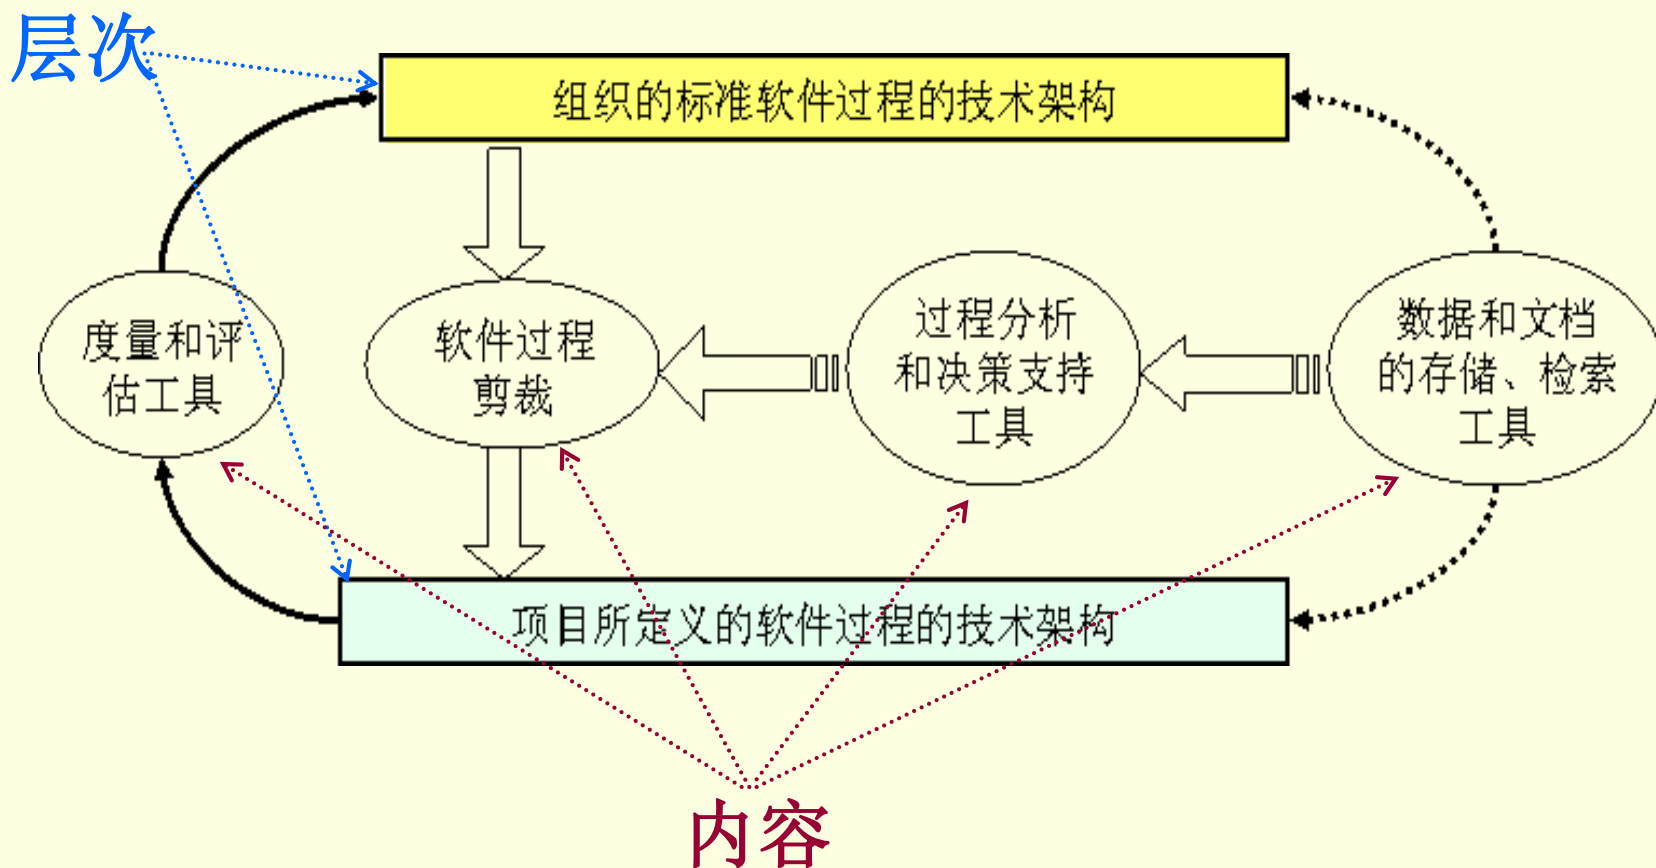 层次
组织的标准软件过程的技术架构
度量和评
估工具
软件过程
剪裁
过程分析
和决策支持
工具
数据和文档
的存储、检索
工具
项目所定义的软件过程的技术架构
内容